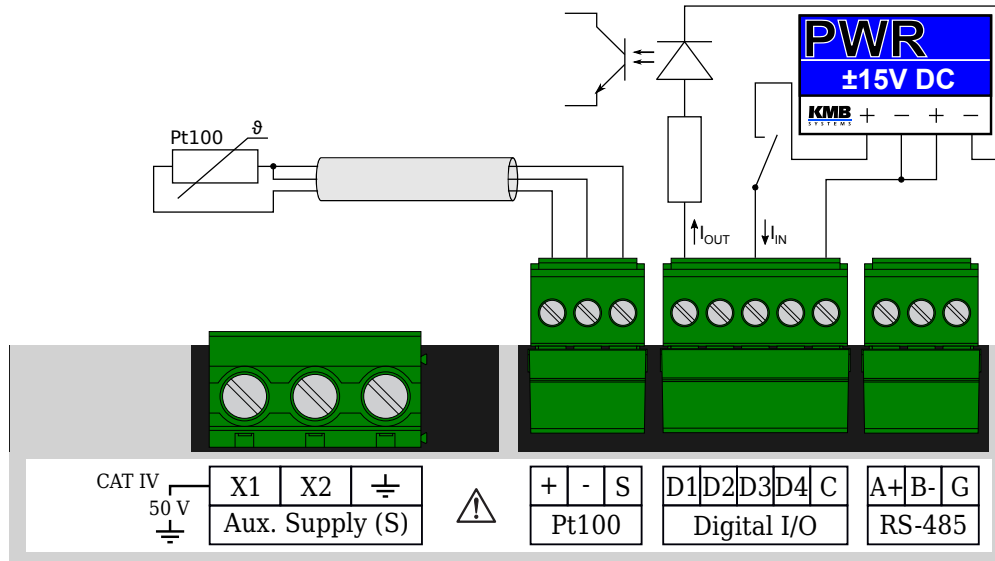 PWR
±15V DC
KMB
SYSTEMS
+ − + −
Pt100
ϑ
IOUT
IIN
CAT IV
50 V
X1 X2
Aux. Supply (S)
+ - S
Pt100
D1 D2 D3 D4 C
Digital I/O
A+ B- G
RS-485